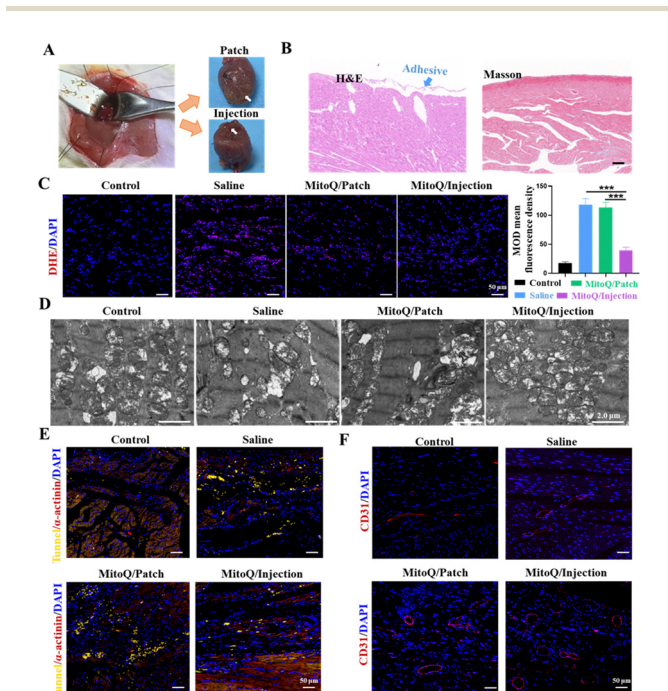 A
Patch
Injection
B
H&E
Adhesive
Masson
C
Control
Saline
MitoQ/Patch
MitoQ/Injection
DHE/DAPI
50 μm
MOD mean
fluorescence density
150
100
50
0
***
***
Control
MitoQ/Patch
Saline
MitoQ/Injection
D
Control
Saline
MitoQ/Patch
MitoQ/Injection
2.0 μm
E
Control
Saline
Tunnel/α-actinin/DAPI
MitoQ/Patch
MitoQ/Injection
Tunnel/α-actinin/DAPI
50 μm
F
Control
Saline
CD31/DAPI
MitoQ/Patch
MitoQ/Injection
CD31/DAPI
50 μm